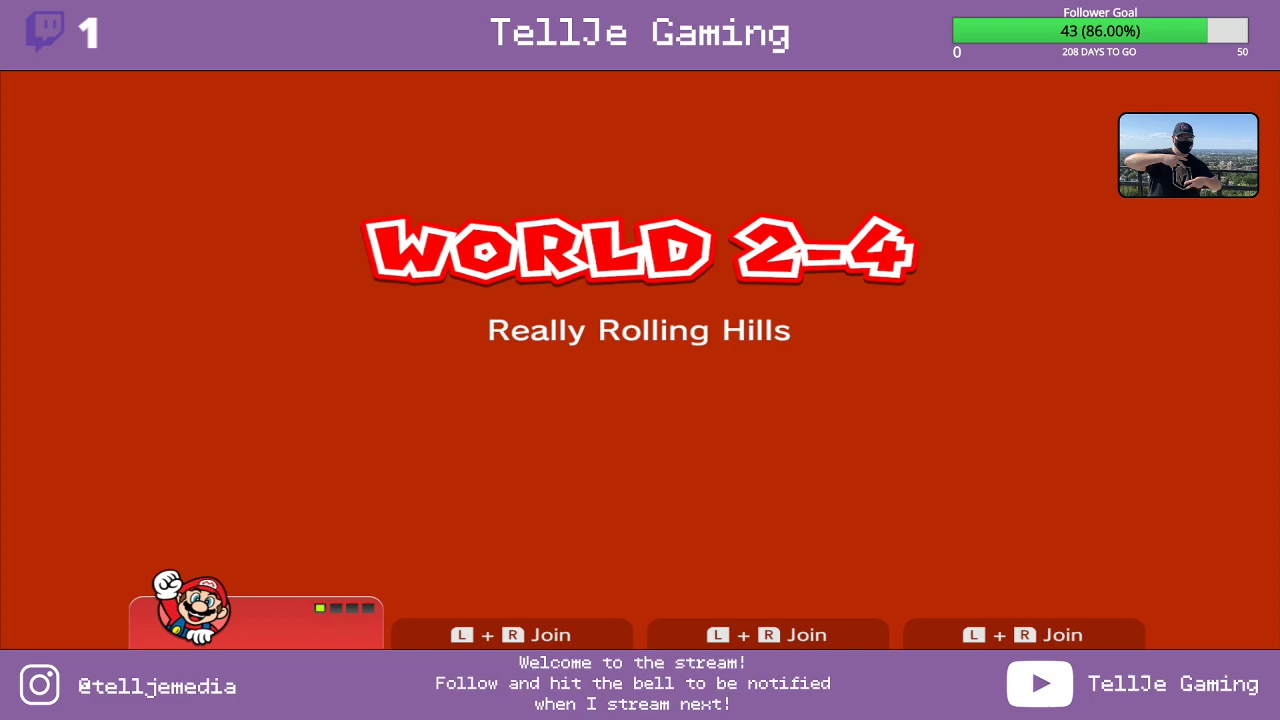 1
TellJe Gaming
Follower Goal
43 (86.00%)
0
208 DAYS TO GO
50
WORLD 2-4
Really Rolling Hills
L + R Join
L + R Join
L + R Join
@telljemedia
Welcome to the stream!
Follow and hit the bell to be notified
when I stream next!
TellJe Gaming